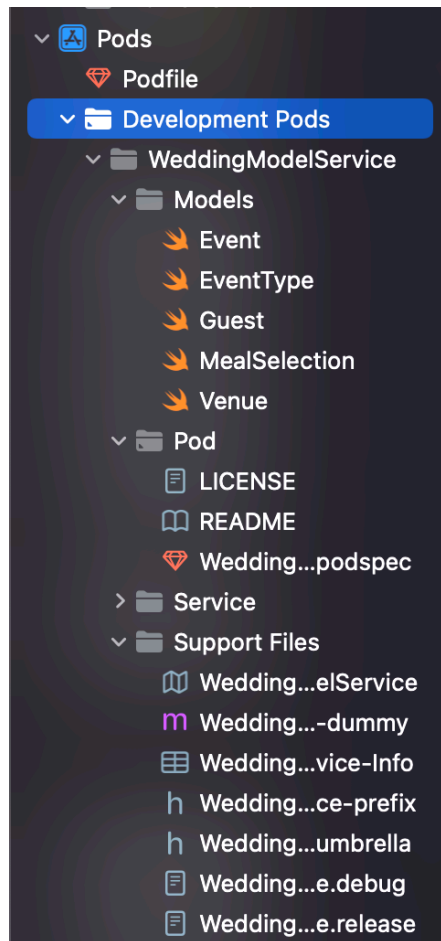 Pods
Podfile
Development Pods
WeddingModelService
Models
Event
EventType
Guest
MealSelection
Venue
Pod
LICENSE
README
Wedding...podspec
Service
Support Files
Wedding...elService
Wedding...-dummy
Wedding...vice-Info
Wedding...ce-prefix
Wedding...umbrella
Wedding...e.debug
Wedding...e.release